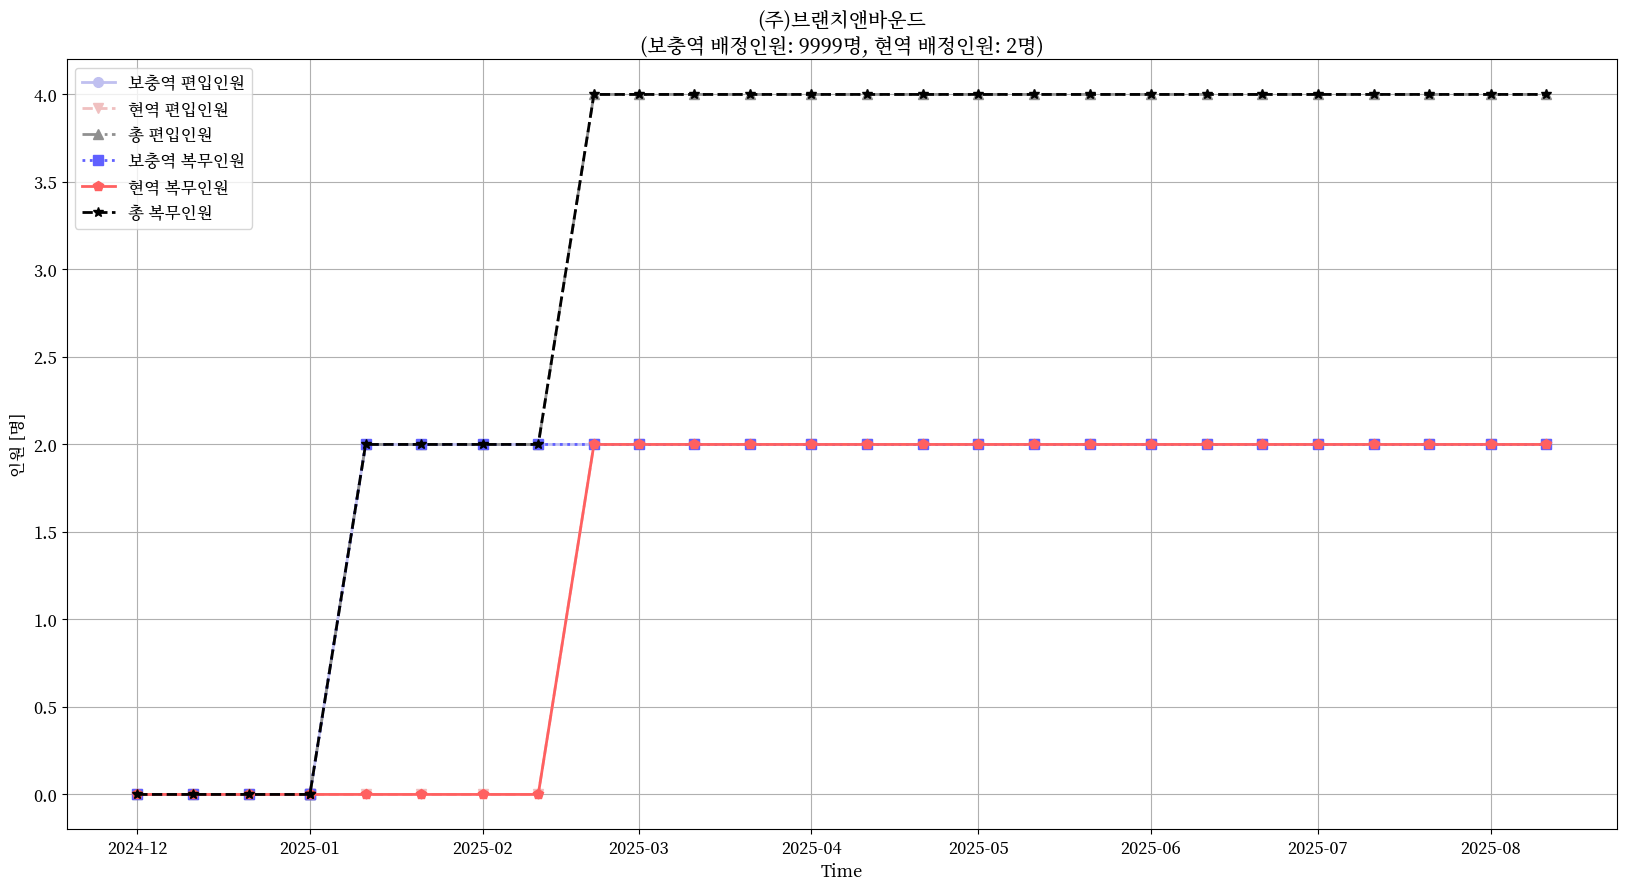 (주)브랜치앤바운드
(보충역 배정인원: 9999명, 현역 배정인원: 2명)
보충역 편입인원
현역 편입인원
총 편입인원
보충역 복무인원
현역 복무인원
총 복무인원
인원 [명]
4.0
3.5
3.0
2.5
2.0
1.5
1.0
0.5
0.0
2024-12
2025-01
2025-02
2025-03
2025-04
2025-05
2025-06
2025-07
2025-08
Time